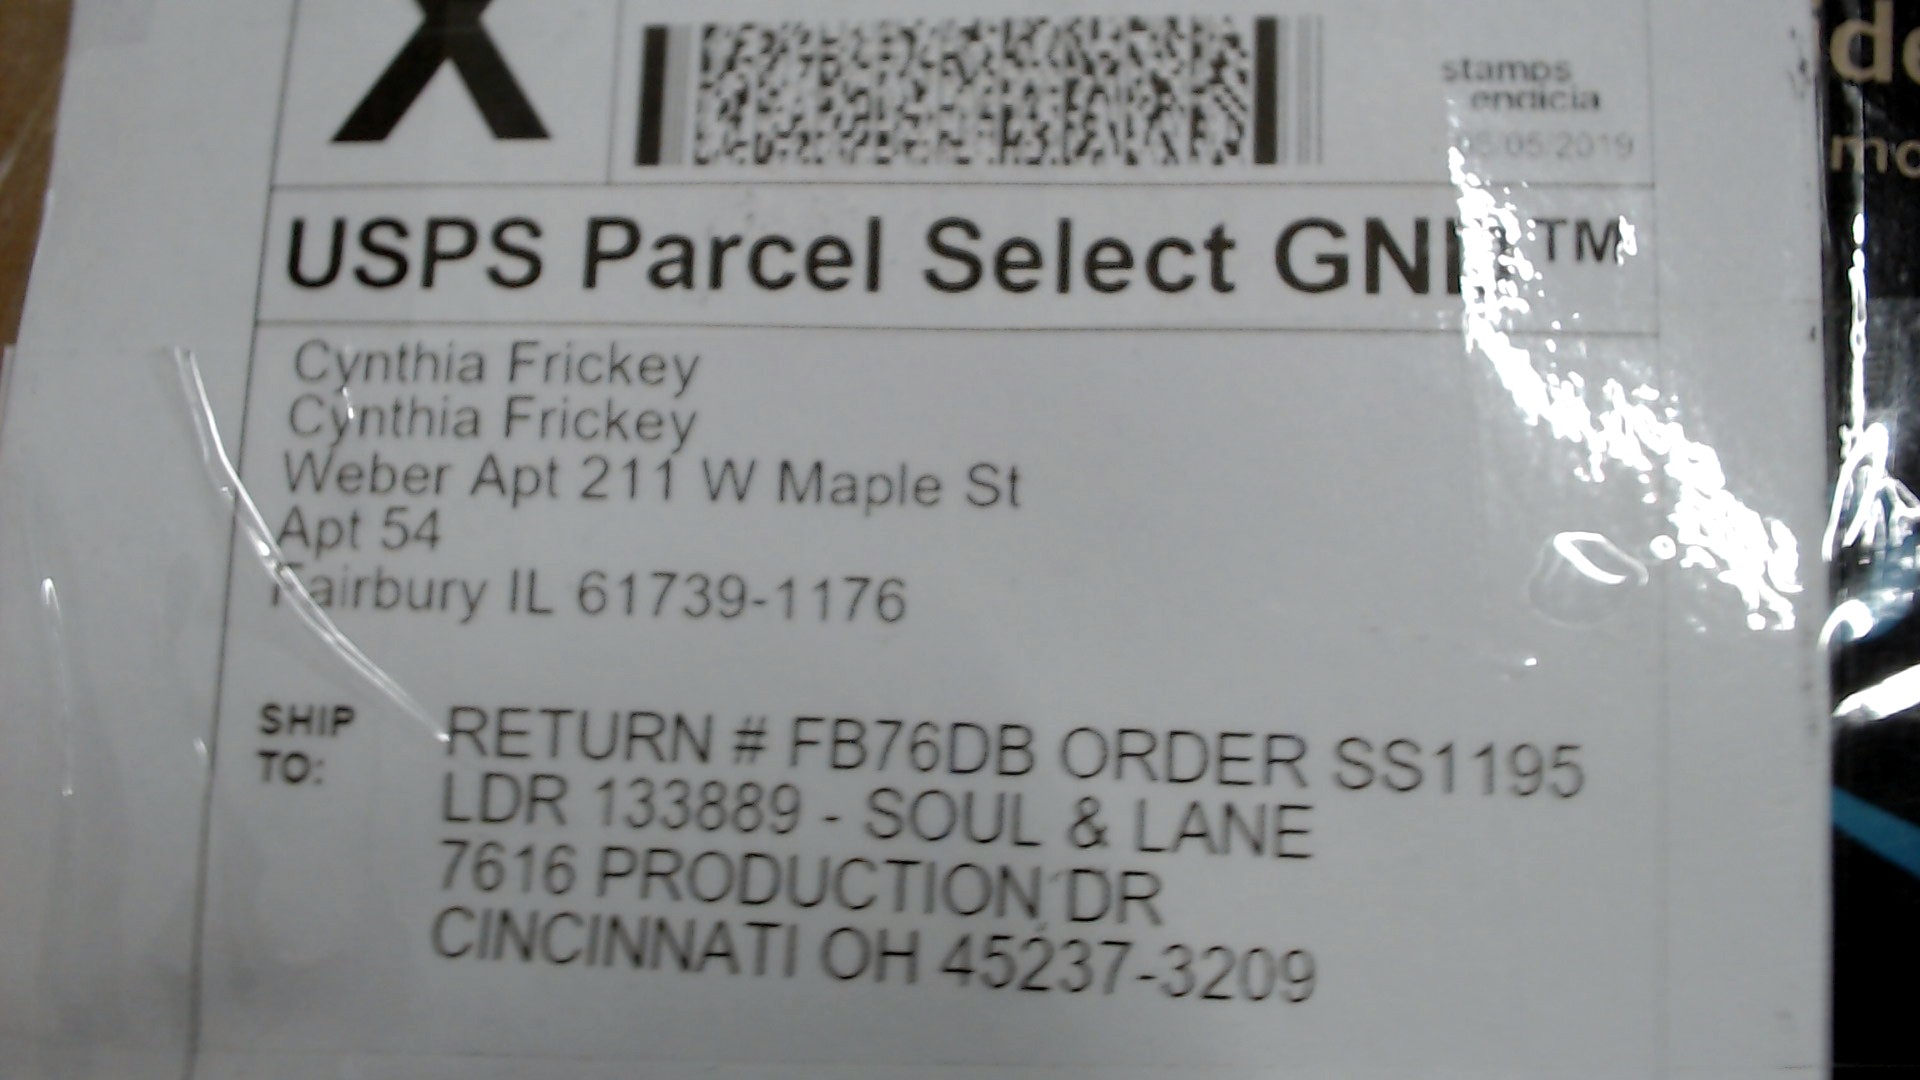 X
stamps
endicia
05/05/2019
USPS Parcel Select GND™
Cynthia Frickey
Cynthia Frickey
Weber Apt 211 W Maple St
Apt 54
Fairbury IL 61739-1176
SHIP TO:
RETURN # FB76DB ORDER SS1195
LDR 133889 - SOUL & LANE
7616 PRODUCTION DR
CINCINNATI OH 45237-3209